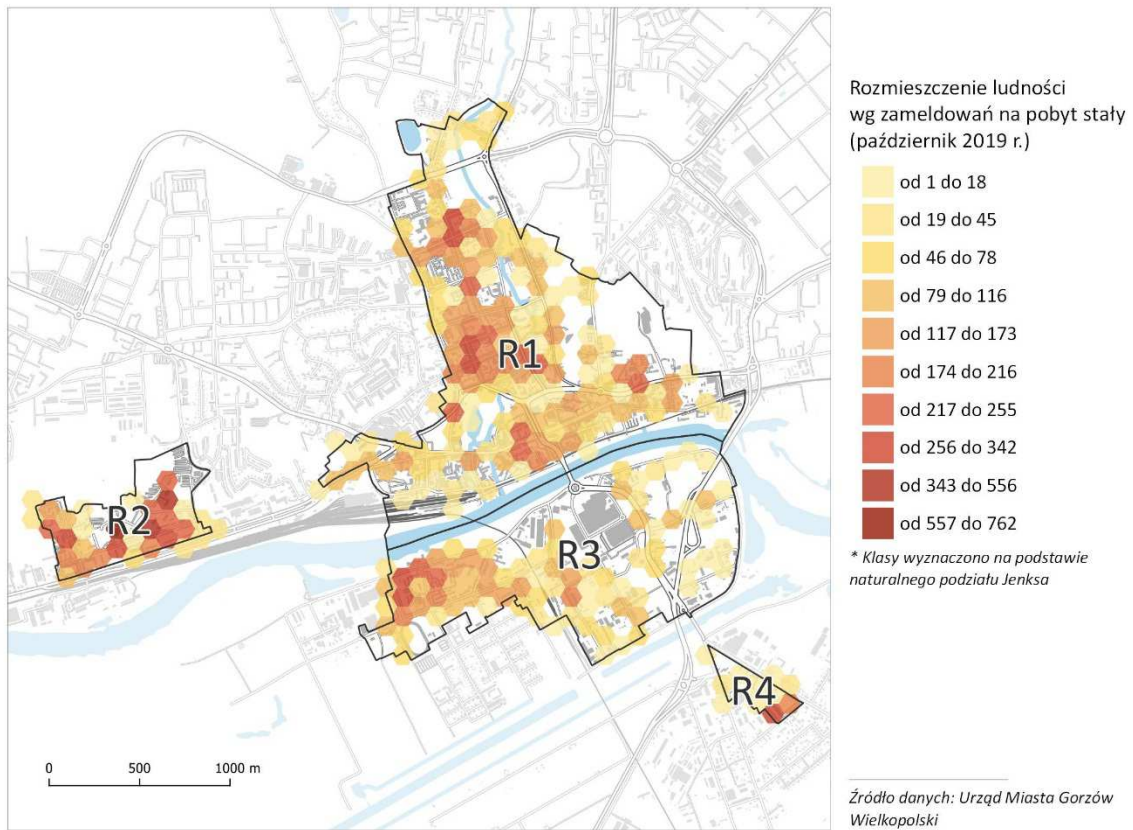 R1
R2
R3
R4
0 500 1000 m
Rozmieszczenie ludności
wg zameldowań na pobyt stały
(październik 2019 r.)
od 1 do 18
od 19 do 45
od 46 do 78
od 79 do 116
od 117 do 173
od 174 do 216
od 217 do 255
od 256 do 342
od 343 do 556
od 557 do 762
* Klasy wyznaczono na podstawie
naturalnego podziału Jenksa
Źródło danych: Urząd Miasta Gorzów
Wielkopolski